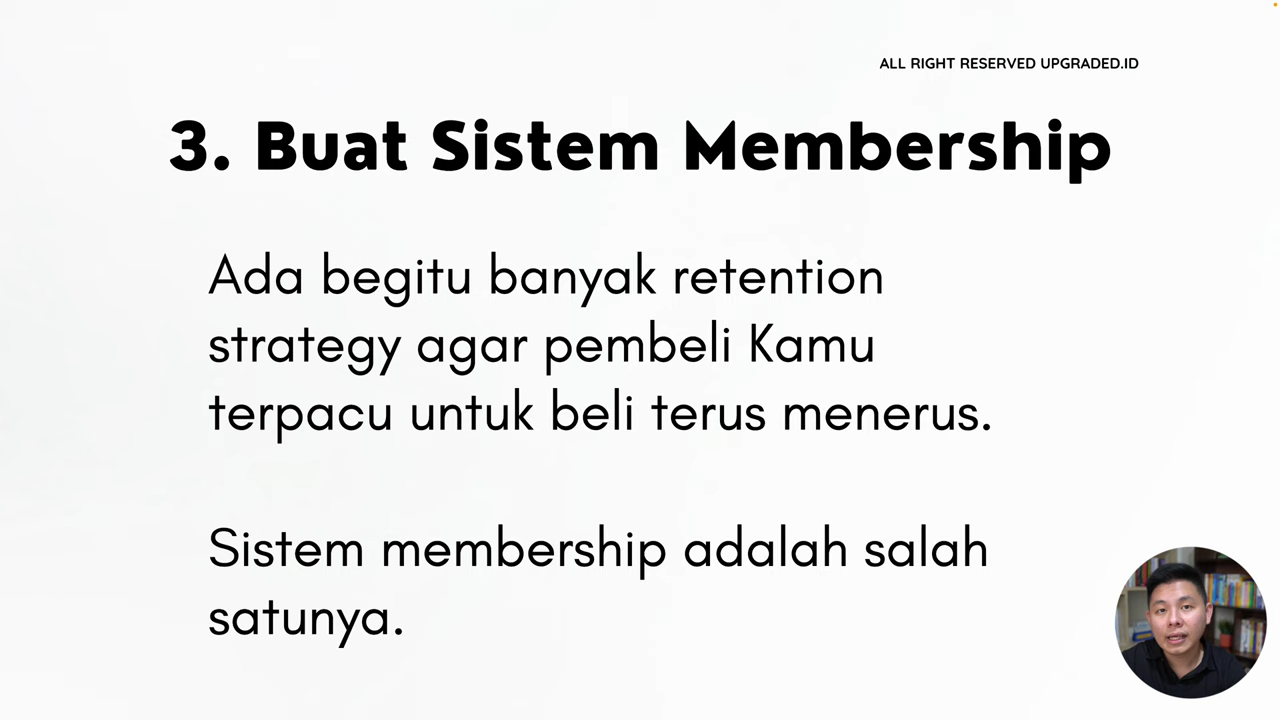 ALL RIGHT RESERVED UPGRADED.ID
3. Buat Sistem Membership
Ada begitu banyak retention
strategy agar pembeli Kamu
terpacu untuk beli terus menerus.
Sistem membership adalah salah
satunya.